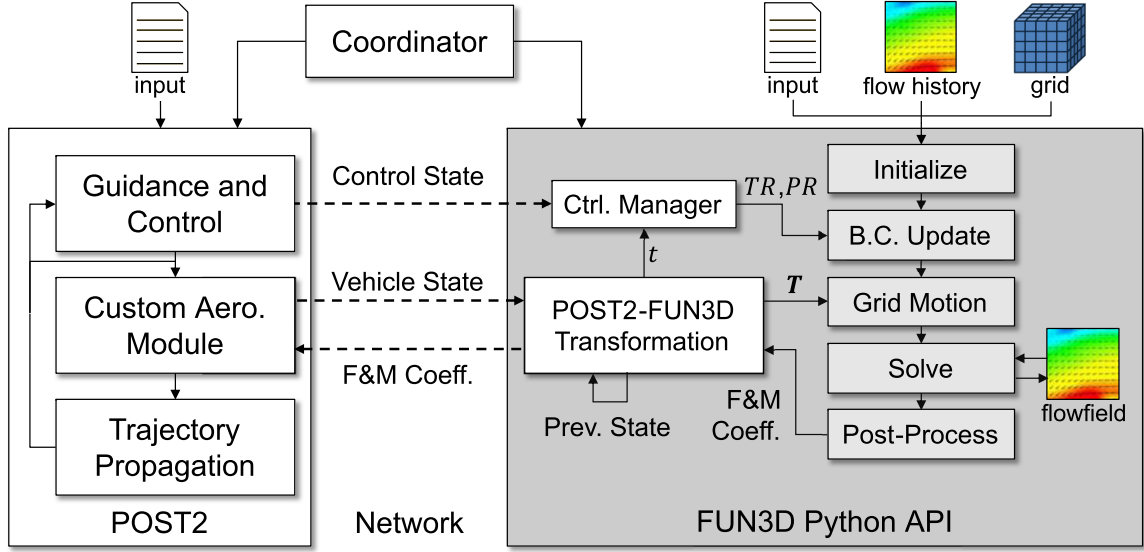 Coordinator
input
input
flow history
grid
Guidance and
Control
Control State
Ctrl. Manager
TR,PR
Initialize
B.C. Update
t
Custom Aero.
Module
Vehicle State
F&M Coeff.
POST2-FUN3D
Transformation
T
Grid Motion
Solve
flowfield
Prev. State
F&M
Coeff.
Post-Process
Trajectory
Propagation
POST2
Network
FUN3D Python API